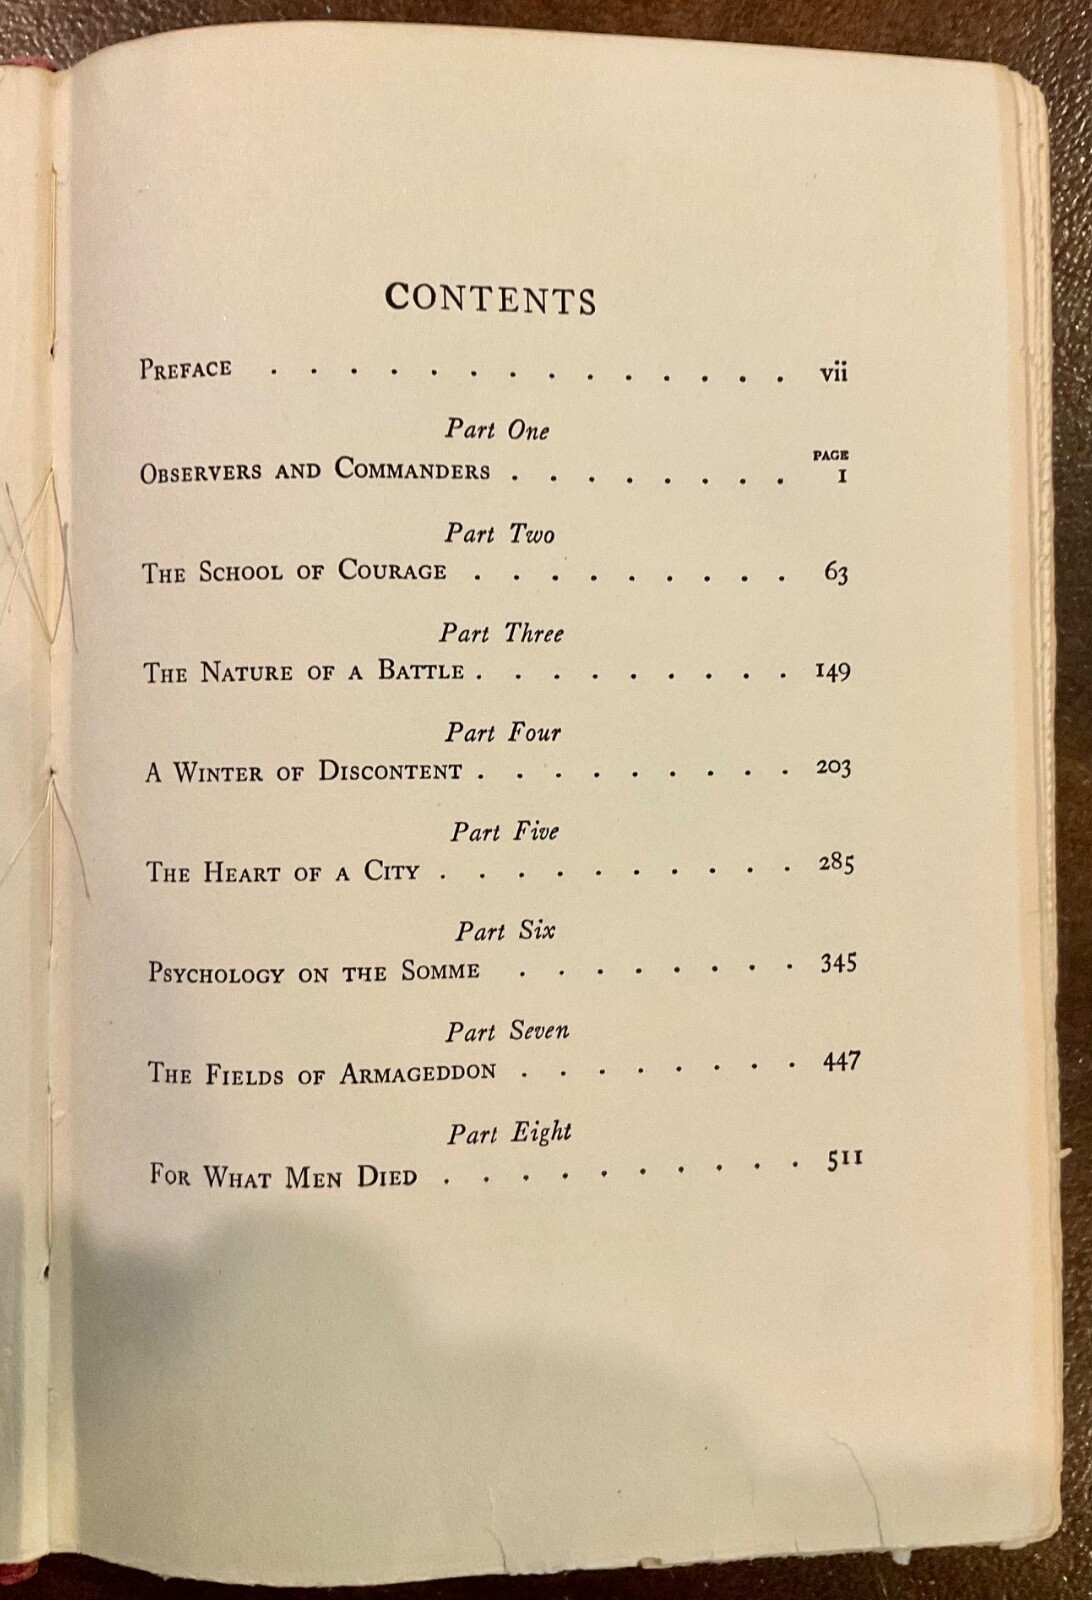 CONTENTS
PREFACE . . . . . . . . . . . . . . vii
Part One
PAGE
OBSERVERS AND COMMANDERS . . . . . . . . 1
Part Two
THE SCHOOL OF COURAGE . . . . . . . . . 63
Part Three
THE NATURE OF A BATTLE . . . . . . . . . 149
Part Four
A WINTER OF DISCONTENT . . . . . . . . . 203
Part Five
THE HEART OF A CITY . . . . . . . . . . 285
Part Six
PSYCHOLOGY ON THE SOMME . . . . . . . . 345
Part Seven
THE FIELDS OF ARMAGEDDON . . . . . . . . 447
Part Eight
FOR WHAT MEN DIED . . . . . . . . . . 511